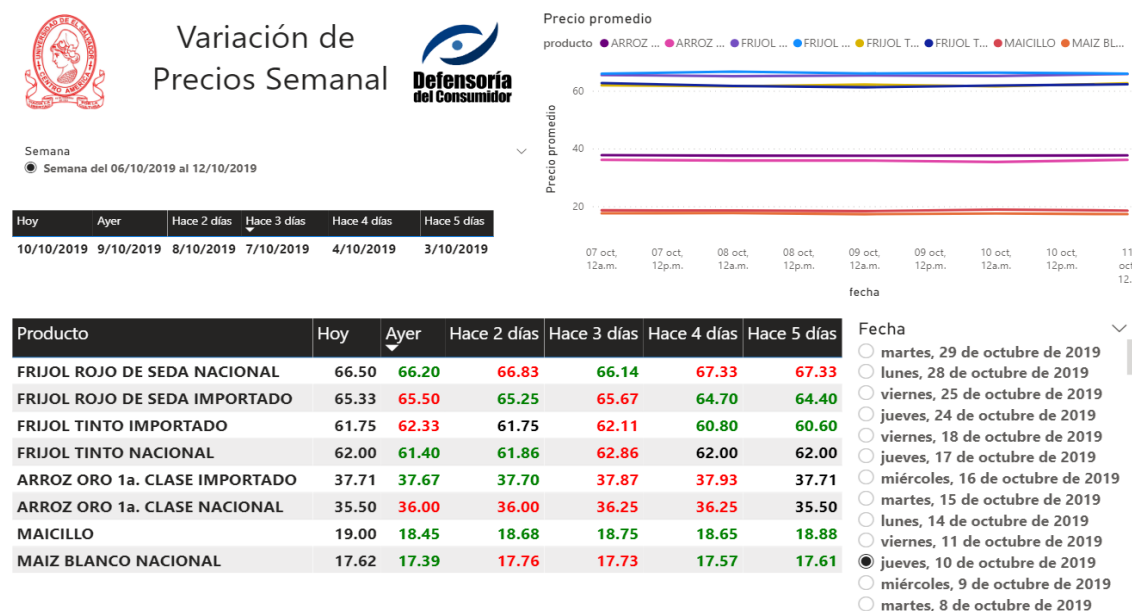 Variación de
Precios Semanal
UNIVERSIDAD DE EL SALVADOR
CENTRO AMERICA
Defensoría
del Consumidor
Semana
Semana del 06/10/2019 al 12/10/2019
Hoy Ayer Hace 2 días Hace 3 días Hace 4 días Hace 5 días
10/10/2019 9/10/2019 8/10/2019 7/10/2019 4/10/2019 3/10/2019
Precio promedio
producto ARROZ ... ARROZ ... FRIJOL ... FRIJOL ... FRIJOL T... FRIJOL T... MAICILLO MAIZ BL...
Precio promedio
60
40
20
07 oct, 07 oct, 08 oct, 08 oct, 09 oct, 09 oct, 10 oct, 10 oct, 11
12a.m. 12p.m. 12a.m. 12p.m. 12a.m. 12p.m. 12a.m. 12p.m. oct
12.
fecha
Producto Hoy Ayer Hace 2 días Hace 3 días Hace 4 días Hace 5 días
FRIJOL ROJO DE SEDA NACIONAL 66.50 66.20 66.83 66.14 67.33 67.33
FRIJOL ROJO DE SEDA IMPORTADO 65.33 65.50 65.25 65.67 64.70 64.40
FRIJOL TINTO IMPORTADO 61.75 62.33 61.75 62.11 60.80 60.60
FRIJOL TINTO NACIONAL 62.00 61.40 61.86 62.86 62.00 62.00
ARROZ ORO 1a. CLASE IMPORTADO 37.71 37.67 37.70 37.87 37.93 37.71
ARROZ ORO 1a. CLASE NACIONAL 35.50 36.00 36.00 36.25 36.25 35.50
MAICILLO 19.00 18.45 18.68 18.75 18.65 18.88
MAIZ BLANCO NACIONAL 17.62 17.39 17.76 17.73 17.57 17.61
Fecha
martes, 29 de octubre de 2019
lunes, 28 de octubre de 2019
viernes, 25 de octubre de 2019
jueves, 24 de octubre de 2019
viernes, 18 de octubre de 2019
jueves, 17 de octubre de 2019
miércoles, 16 de octubre de 2019
martes, 15 de octubre de 2019
lunes, 14 de octubre de 2019
viernes, 11 de octubre de 2019
jueves, 10 de octubre de 2019
miércoles, 9 de octubre de 2019
martes, 8 de octubre de 2019